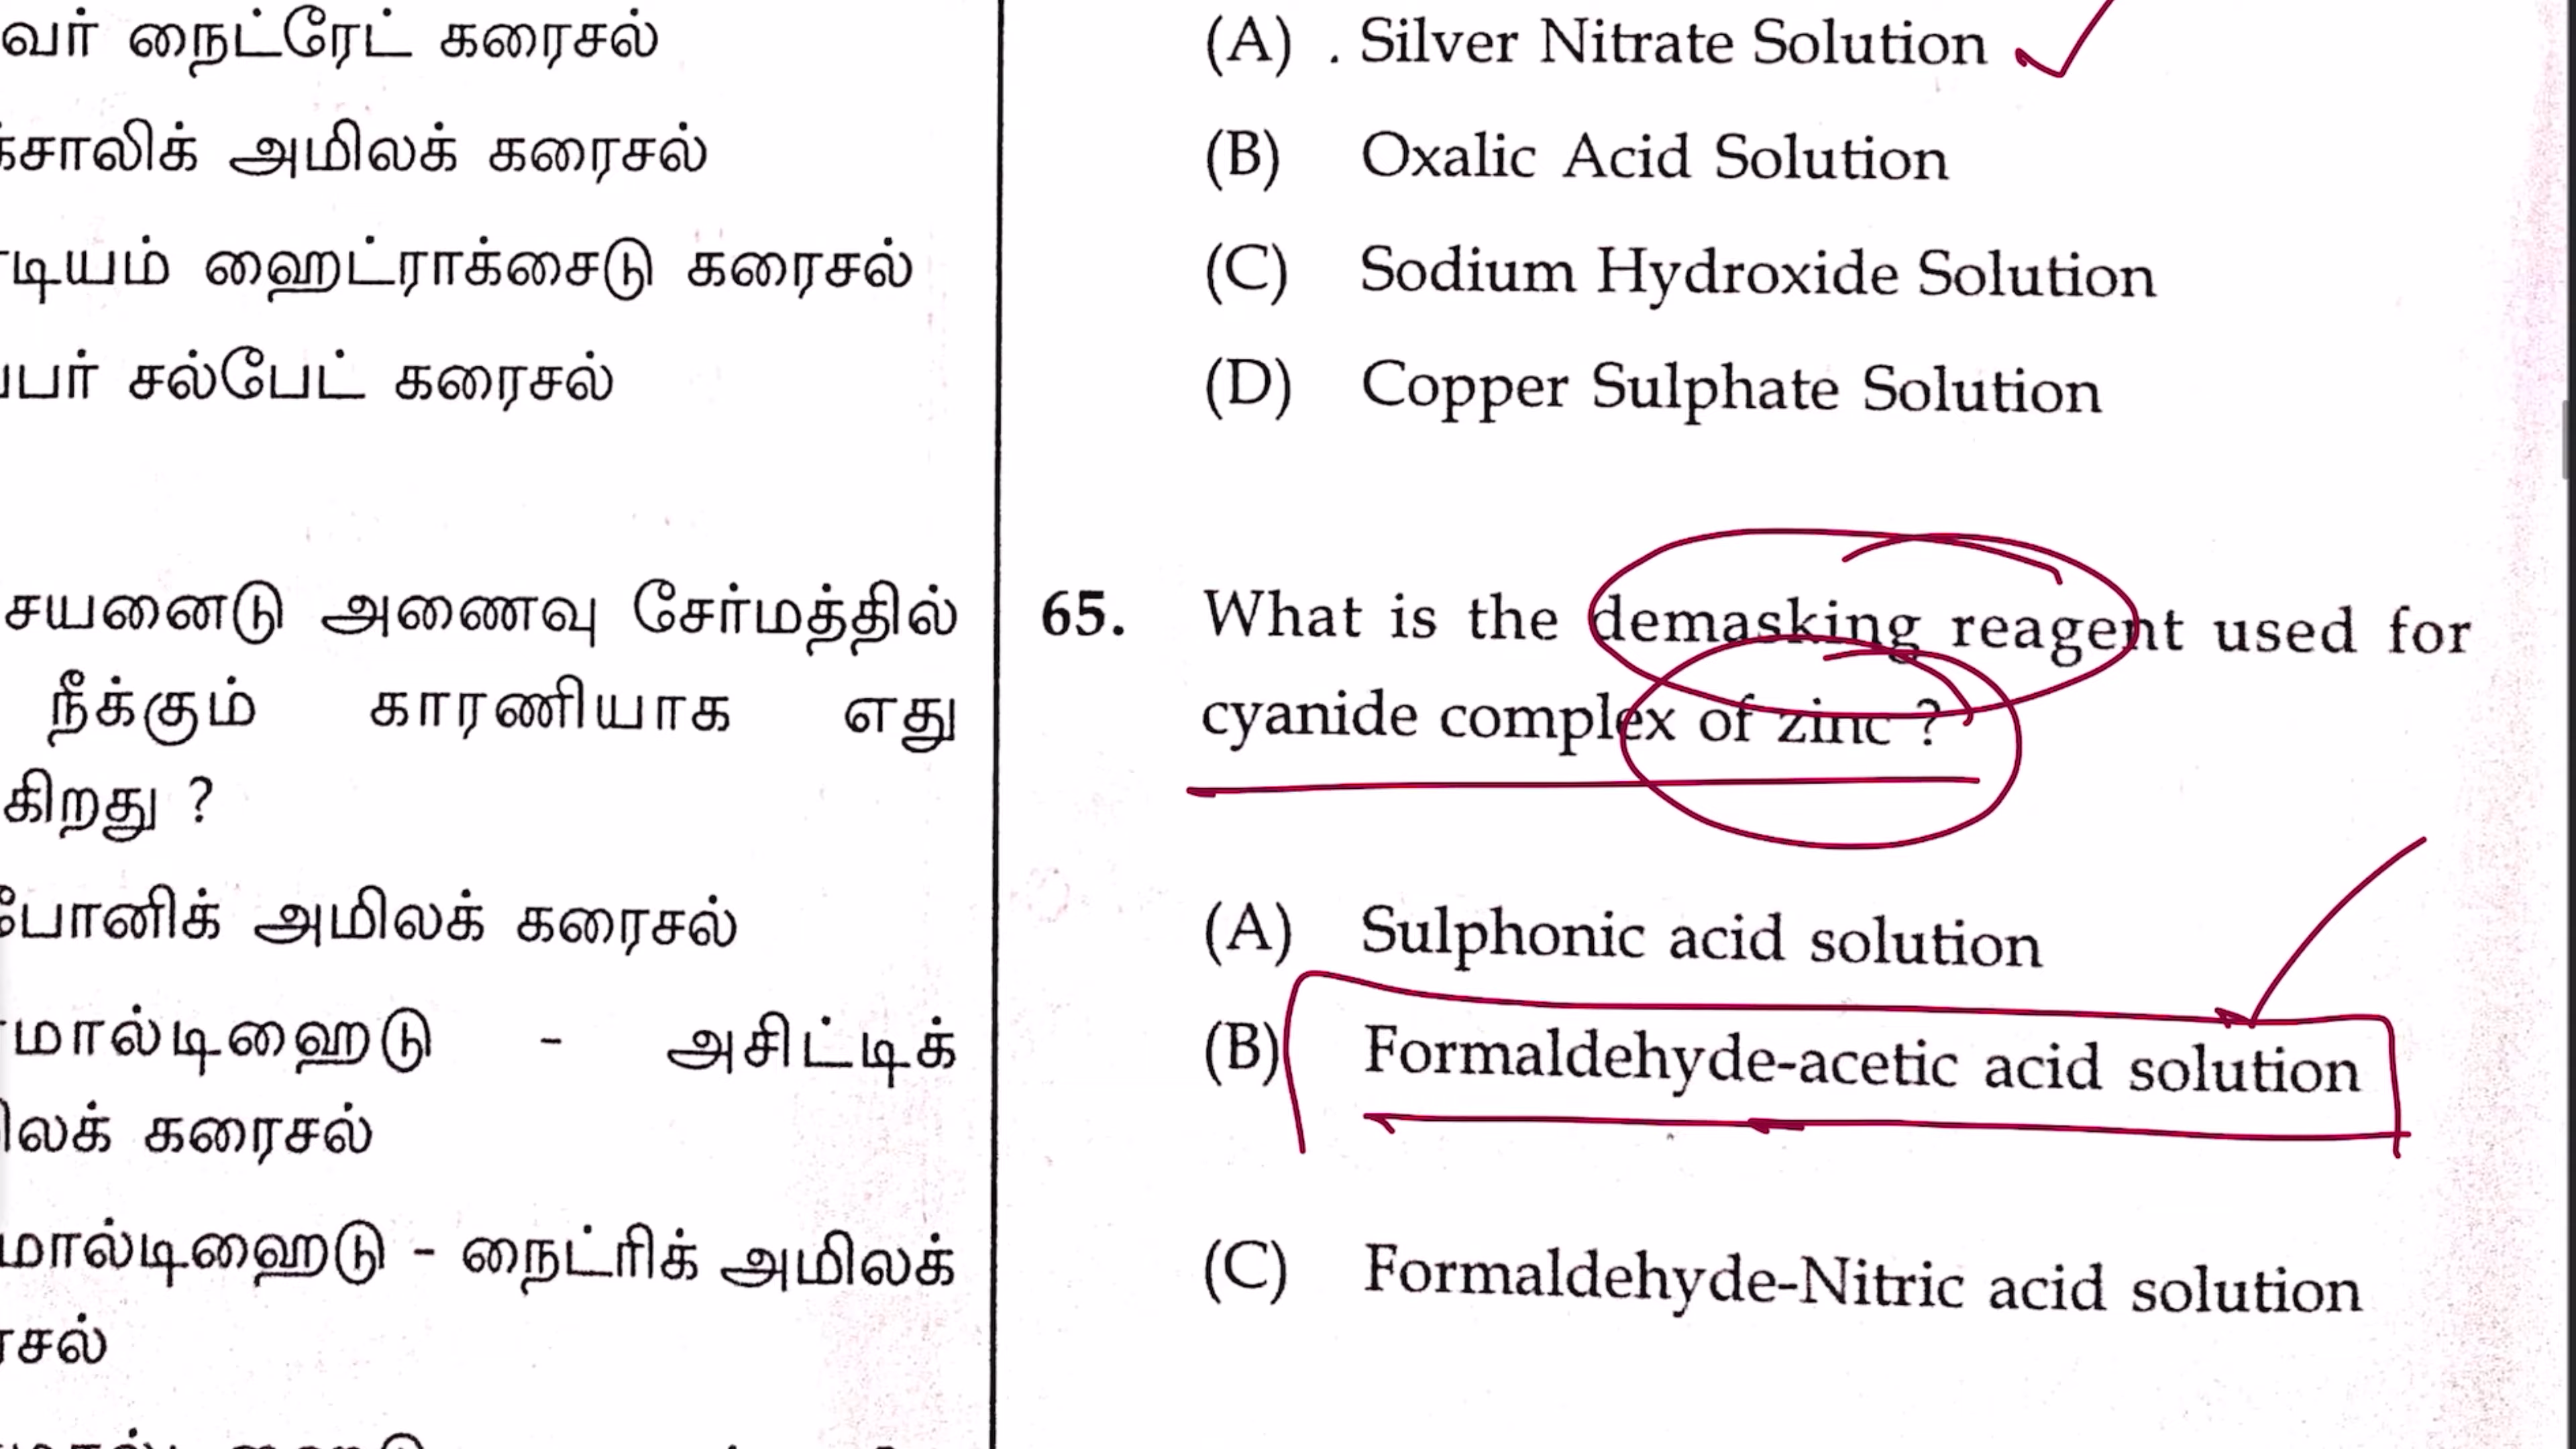 வர் நைட்ரேட் கரைசல்
க்சாலிக் அமிலக் கரைசல்
டியம் ஹைட்ராக்சைடு கரைசல்
பர் சல்பேட் கரைசல்
சயனைடு அணைவு சேர்மத்தில்
நீக்கும் காரணியாக எது
கிறது ?
போனிக் அமிலக் கரைசல்
மால்டிஹைடு - அசிட்டிக்
லக் கரைசல்
மால்டிஹைடு - நைட்ரிக் அமிலக்
சல்
(A) . Silver Nitrate Solution
(B) Oxalic Acid Solution
(C) Sodium Hydroxide Solution
(D) Copper Sulphate Solution
65. What is the demasking reagent used for
cyanide complex of zinc ?
(A) Sulphonic acid solution
(B) Formaldehyde-acetic acid solution
(C) Formaldehyde-Nitric acid solution